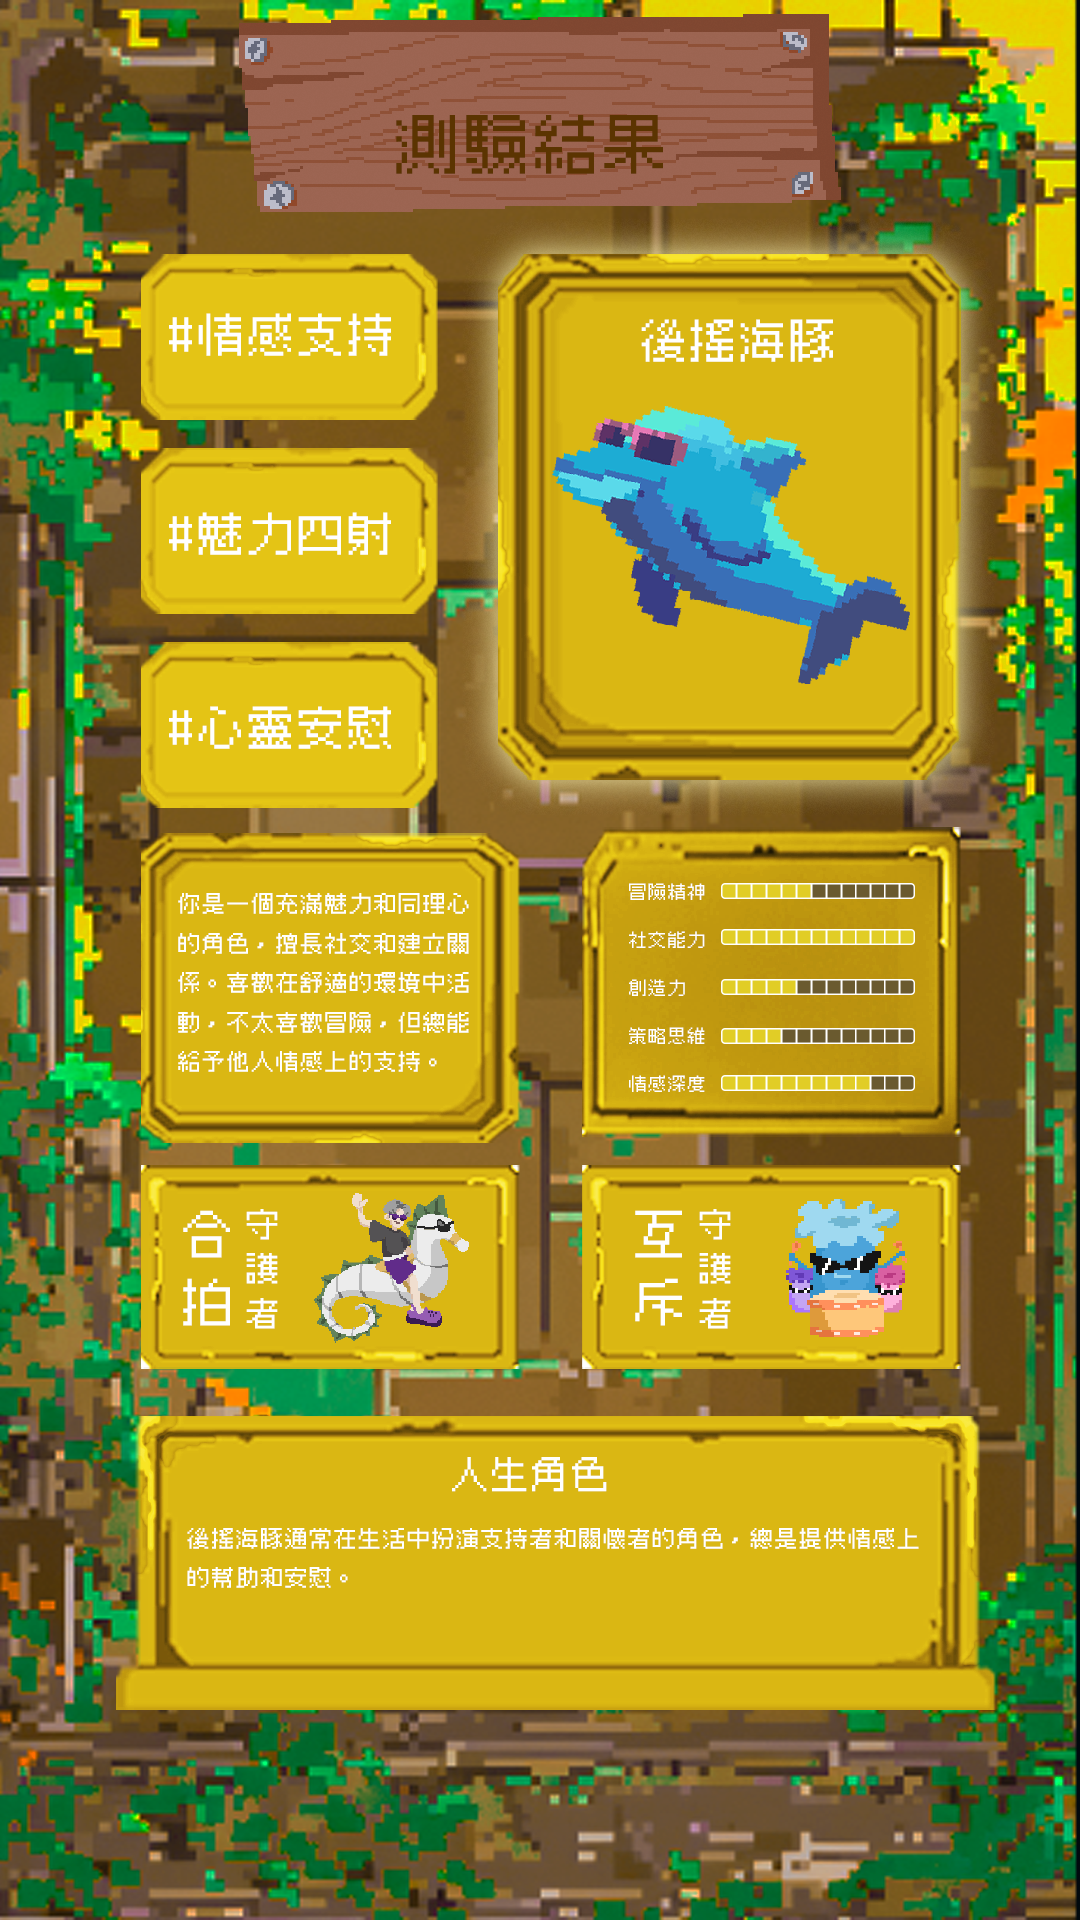 測驗結果
#情感支持
#魅力四射
#心靈安慰
後搖海豚
你是一個充滿魅力和同理心
的角色，擅長社交和建立關
係。喜歡在舒適的環境中活
動，不太喜歡冒險，但總能
給予他人情感上的支持。
冒險精神
社交能力
創造力
策略思維
情感深度
合拍
守護者
互斥
守護者
人生角色
後搖海豚通常在生活中扮演支持者和關懷者的角色，總是提供情感上
的幫助和安慰。